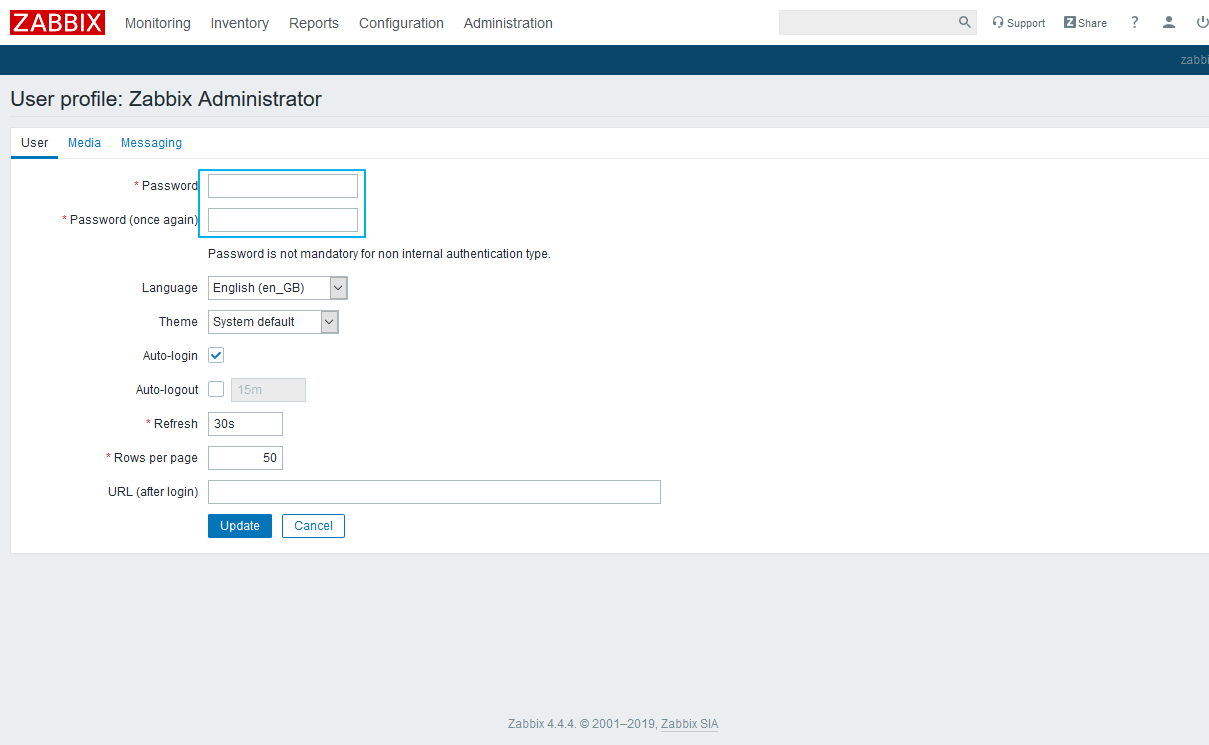 ZABBIX Monitoring Inventory Reports Configuration Administration Support Z Share ?
zabbi
User profile: Zabbix Administrator
User Media Messaging
* Password
* Password (once again)
Password is not mandatory for non internal authentication type.
Language English (en_GB)
Theme System default
Auto-login
Auto-logout 15m
* Refresh 30s
* Rows per page 50
URL (after login)
Update Cancel
Zabbix 4.4.4. © 2001–2019, Zabbix SIA